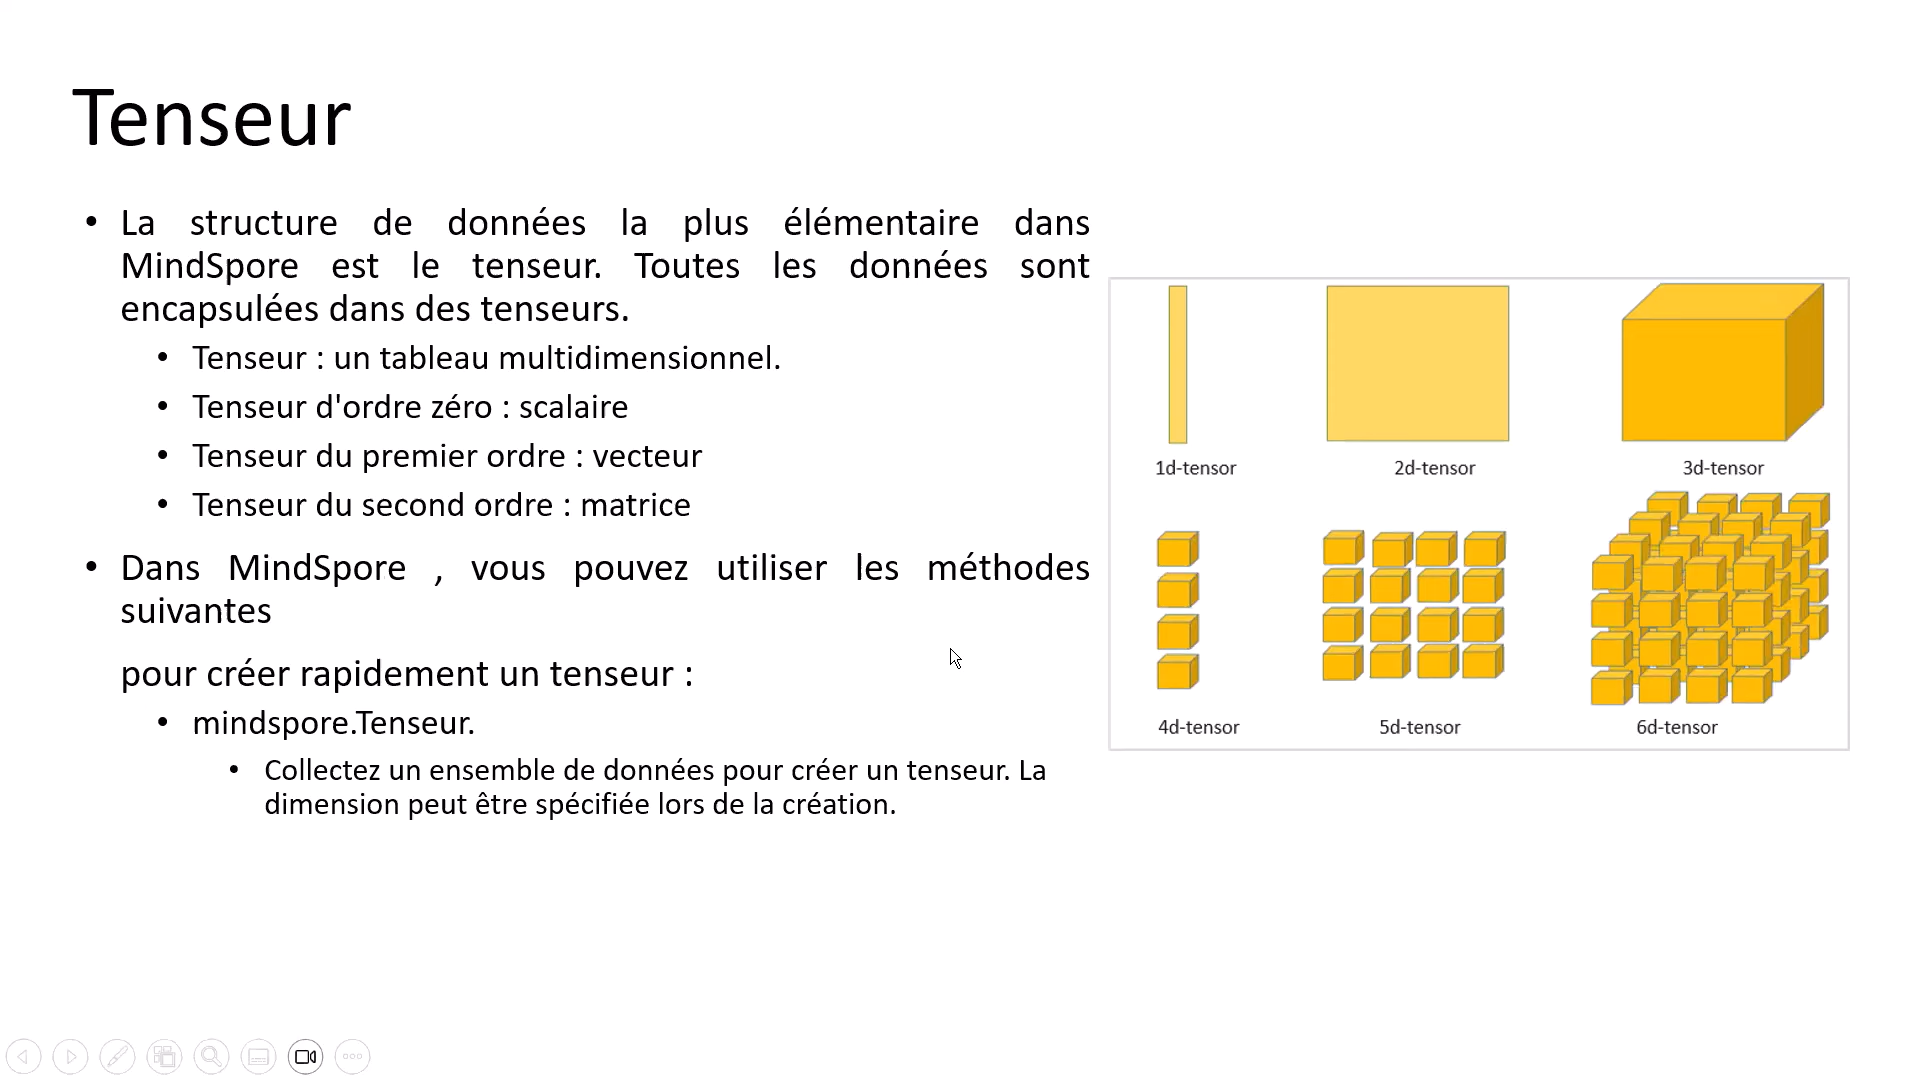 Tenseur
• La structure de données la plus élémentaire dans
MindSpore est le tenseur. Toutes les données sont
encapsulées dans des tenseurs.
• Tenseur : un tableau multidimensionnel.
• Tenseur d'ordre zéro : scalaire
• Tenseur du premier ordre : vecteur
• Tenseur du second ordre : matrice
• Dans MindSpore , vous pouvez utiliser les méthodes
suivantes
pour créer rapidement un tenseur :
• mindspore.Tenseur.
• Collectez un ensemble de données pour créer un tenseur. La
dimension peut être spécifiée lors de la création.
1d-tensor
2d-tensor
3d-tensor
4d-tensor
5d-tensor
6d-tensor